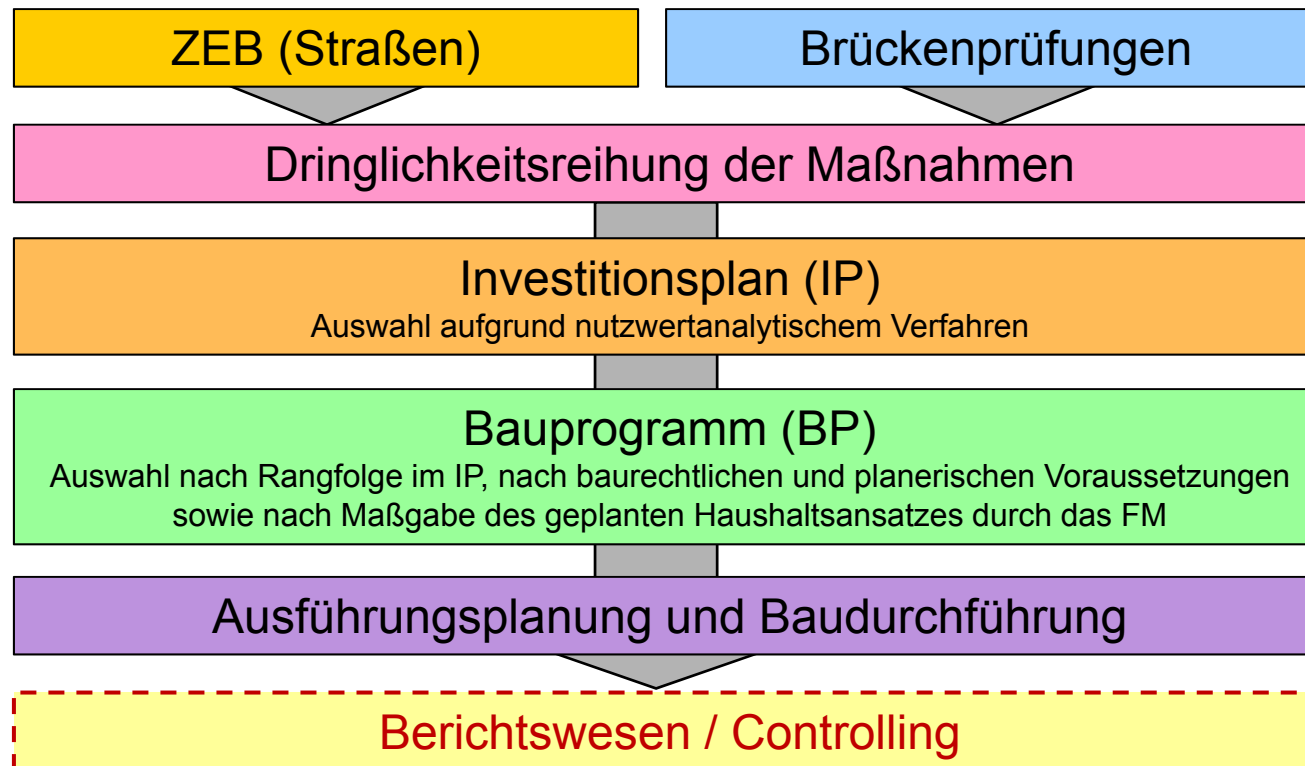 ZEB (Straßen)
Brückenprüfungen
Dringlichkeitsreihung der Maßnahmen
Investitionsplan (IP)
Auswahl aufgrund nutzwertanalytischem Verfahren
Bauprogramm (BP)
Auswahl nach Rangfolge im IP, nach baurechtlichen und planerischen Voraussetzungen
sowie nach Maßgabe des geplanten Haushaltsansatzes durch das FM
Ausführungsplanung und Baudurchführung
Berichtswesen / Controlling